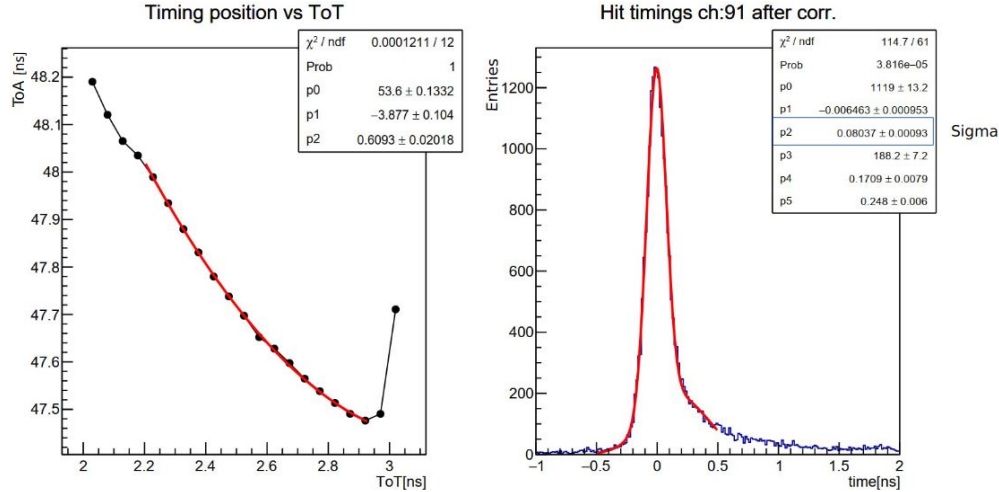 Timing position vs ToT
ToA [ns]
χ² / ndf 0.0001211 / 12
Prob 1
p0 53.6 ± 0.1332
p1 −3.877 ± 0.104
p2 0.6093 ± 0.02018
48.2
48.1
48
47.9
47.8
47.7
47.6
47.5
2 2.2 2.4 2.6 2.8 3
ToT[ns]
Hit timings ch:91 after corr.
Entries
χ² / ndf 114.7 / 61
Prob 3.816e−05
p0 1119 ± 13.2
p1 −0.006463 ± 0.000953
p2 0.08037 ± 0.00093
p3 188.2 ± 7.2
p4 0.1709 ± 0.0079
p5 0.248 ± 0.006
Sigma
1200
1000
800
600
400
200
0
−1 −0.5 0 0.5 1 1.5 2
time[ns]